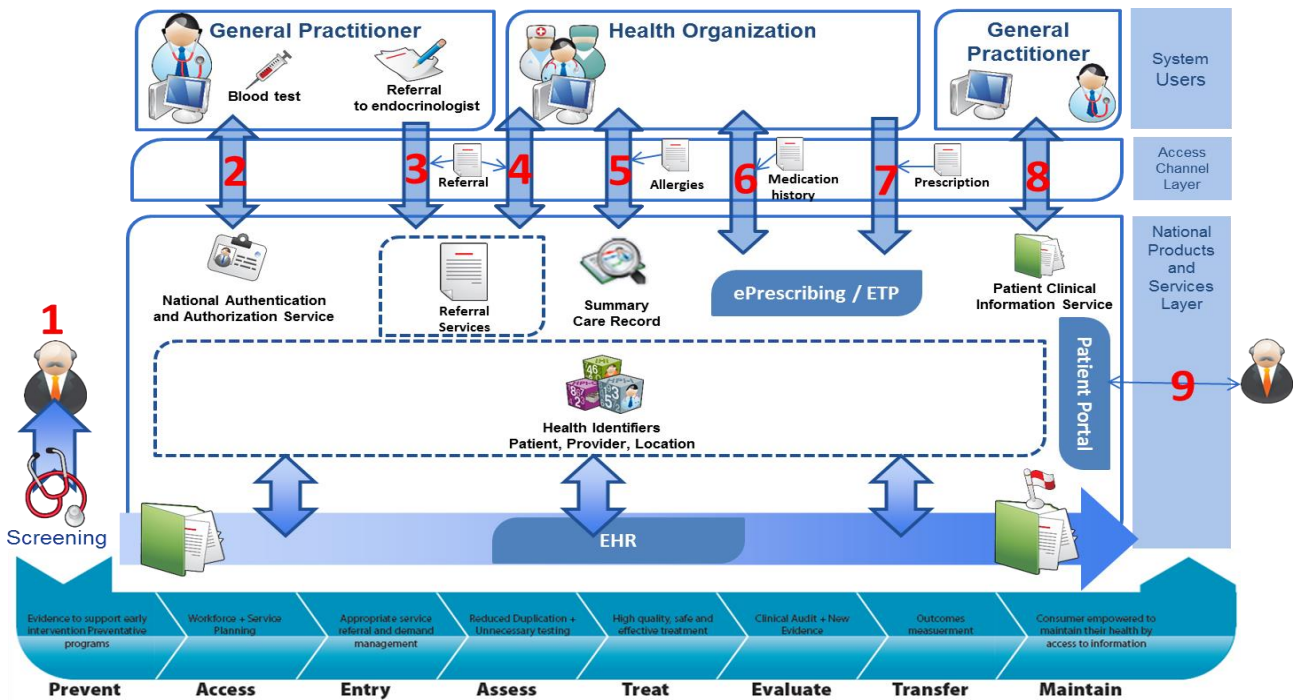 General Practitioner
Blood test
Referral
to endocrinologist
Health Organization
General
Practitioner
System
Users
2
3
Referral
4
5
Allergies
6
Medication
history
7
Prescription
8
Access
Channel
Layer
National Authentication
and Authorization Service
Referral
Services
Summary
Care Record
ePrescribing / ETP
Patient Clinical
Information Service
National
Products
and
Services
Layer
1
Health Identifiers
Patient, Provider, Location
Patient Portal
9
Screening
EHR
Evidence to support early
intervention Preventative
programs
Workforce + Service
Planning
Appropriate service
referral and demand
management
Reduced Duplication +
Unnecessary testing
High quality, safe and
effective treatment
Clinical Audit + New
Evidence
Outcomes
measuerment
Consumer empowered to
maintain their health by
access to information
Prevent
Access
Entry
Assess
Treat
Evaluate
Transfer
Maintain